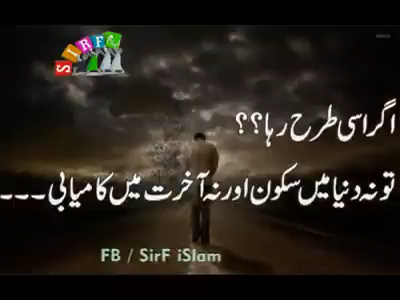 SIRF
اگر اسی طرح رہا؟؟
تو نہ دنیا میں سکون اور نہ آخرت میں کامیابی۔۔۔
FB / SirF iSlam